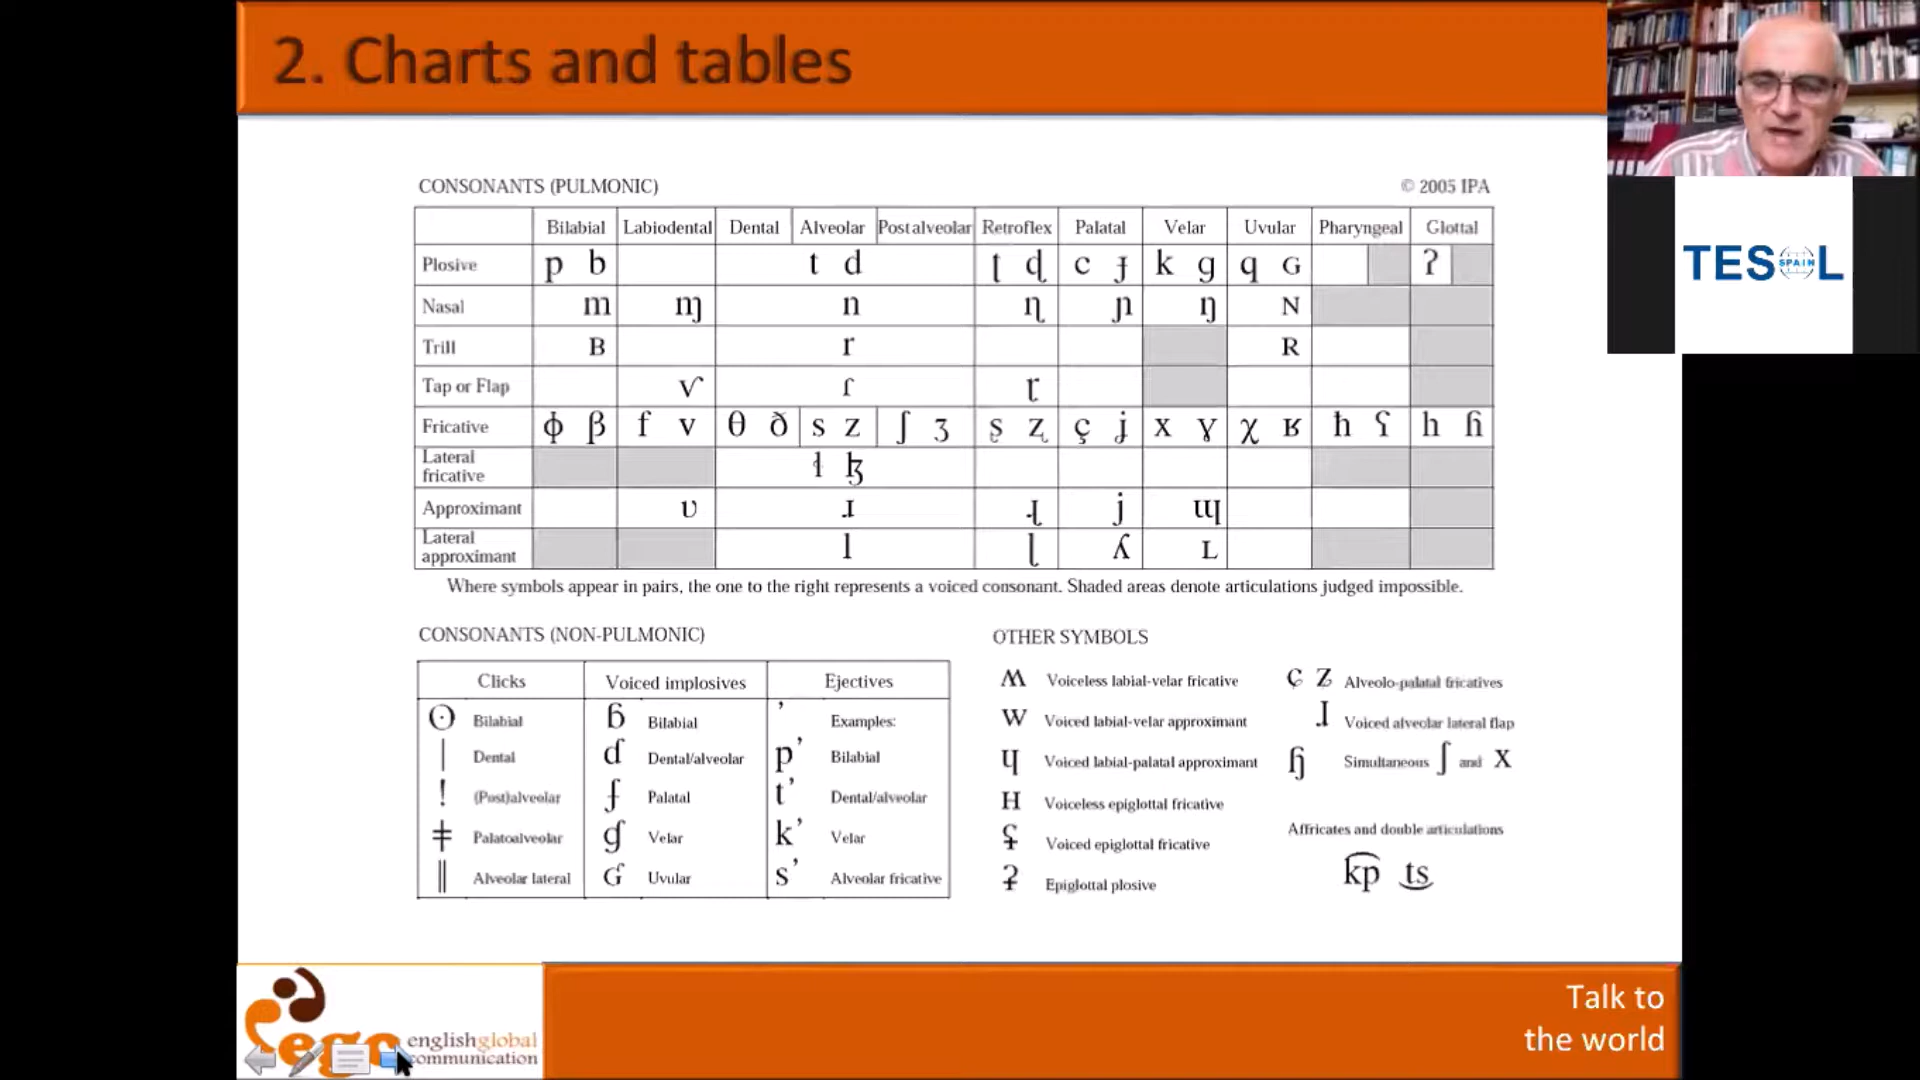 2. Charts and tables
CONSONANTS (PULMONIC) © 2005 IPA
Bilabial Labiodental Dental Alveolar Postalveolar Retroflex Palatal Velar Uvular Pharyngeal Glottal
Plosive p b t d ʈ ɖ c ɟ k ɡ q ɢ ʔ
Nasal m ɱ n ɳ ɲ ŋ ɴ
Trill ʙ r ʀ
Tap or Flap ⱱ ɾ ɽ
Fricative ɸ β f v θ ð s z ʃ ʒ ʂ ʐ ç ʝ x ɣ χ ʁ ħ ʕ h ɦ
Lateral
fricative ɬ ɮ
Approximant ʋ ɹ ɻ j ɰ
Lateral
approximant l ɭ ʎ ʟ
Where symbols appear in pairs, the one to the right represents a voiced consonant. Shaded areas denote articulations judged impossible.
CONSONANTS (NON-PULMONIC)
Clicks Voiced implosives Ejectives
ʘ Bilabial ɓ Bilabial ʼ Examples:
ǀ Dental ɗ Dental/alveolar pʼ Bilabial
ǃ (Post)alveolar ʄ Palatal tʼ Dental/alveolar
ǂ Palatoalveolar ɠ Velar kʼ Velar
ǁ Alveolar lateral ʛ Uvular sʼ Alveolar fricative
OTHER SYMBOLS
ʍ Voiceless labial-velar fricative ɕ ʑ Alveolo-palatal fricatives
w Voiced labial-velar approximant ɺ Voiced alveolar lateral flap
ɥ Voiced labial-palatal approximant ɧ Simultaneous ʃ and x
ʜ Voiceless epiglottal fricative
ʢ Voiced epiglottal fricative
ʡ Epiglottal plosive
Affricates and double articulations
k͡p t͜s
TESOL
SPAIN
ego
englishglobal
communication
Talk to
the world